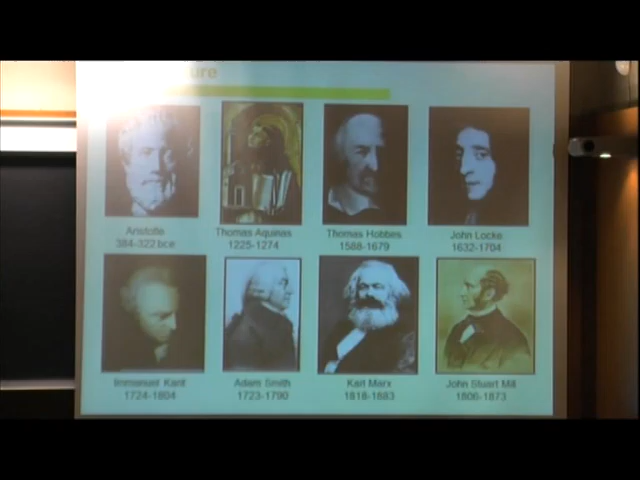 Aristotle
384-322 bce
Thomas Aquinas
1225-1274
Thomas Hobbes
1588-1679
John Locke
1632-1704
Immanuel Kant
1724-1804
Adam Smith
1723-1790
Karl Marx
1818-1883
John Stuart Mill
1806-1873